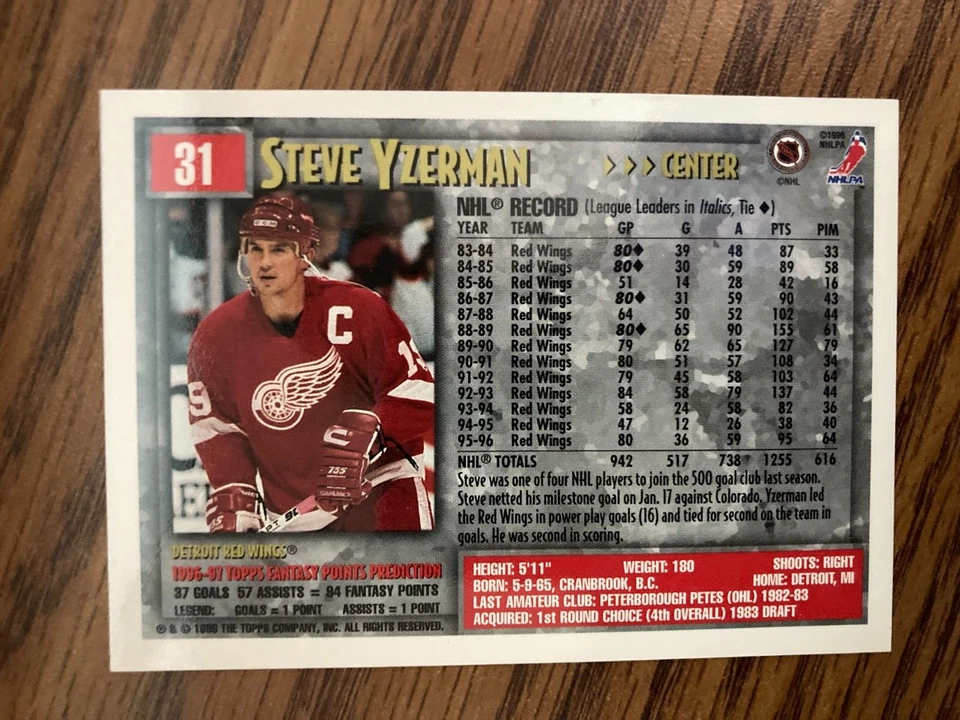 31 STEVE YZERMAN >>> CENTER
©NHL
©1996
NHLPA
NHLPA
NHL® RECORD (League Leaders in Italics, Tie ♦)
YEAR TEAM GP G A PTS PIM
83-84 Red Wings 80♦ 39 48 87 33
84-85 Red Wings 80♦ 30 59 89 58
85-86 Red Wings 51 14 28 42 16
86-87 Red Wings 80♦ 31 59 90 43
87-88 Red Wings 64 50 52 102 44
88-89 Red Wings 80♦ 65 90 155 61
89-90 Red Wings 79 62 65 127 79
90-91 Red Wings 80 51 57 108 34
91-92 Red Wings 79 45 58 103 64
92-93 Red Wings 84 58 79 137 44
93-94 Red Wings 58 24 58 82 36
94-95 Red Wings 47 12 26 38 40
95-96 Red Wings 80 36 59 95 64
NHL® TOTALS 942 517 738 1255 616
Steve was one of four NHL players to join the 500 goal club last season.
Steve netted his milestone goal on Jan. 17 against Colorado. Yzerman led
the Red Wings in power play goals (16) and tied for second on the team in
goals. He was second in scoring.
CCM
C
19
19
755
DETROIT RED WINGS®
1996-97 TOPPS FANTASY POINTS PREDICTION
37 GOALS 57 ASSISTS = 94 FANTASY POINTS
LEGEND: GOALS = 1 POINT ASSISTS = 1 POINT
® & © 1996 THE TOPPS COMPANY, INC. ALL RIGHTS RESERVED.
HEIGHT: 5'11" WEIGHT: 180 SHOOTS: RIGHT
BORN: 5-9-65, CRANBROOK, B.C. HOME: DETROIT, MI
LAST AMATEUR CLUB: PETERBOROUGH PETES (OHL) 1982-83
ACQUIRED: 1st ROUND CHOICE (4th OVERALL) 1983 DRAFT